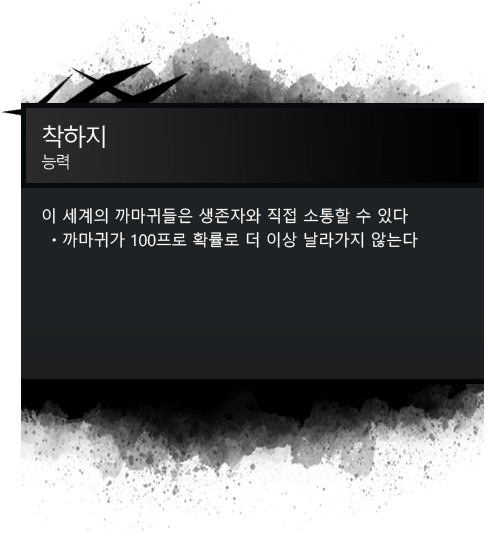 착하지
능력
이 세계의 까마귀들은 생존자와 직접 소통할 수 있다
• 까마귀가 100프로 확률로 더 이상 날라가지 않는다